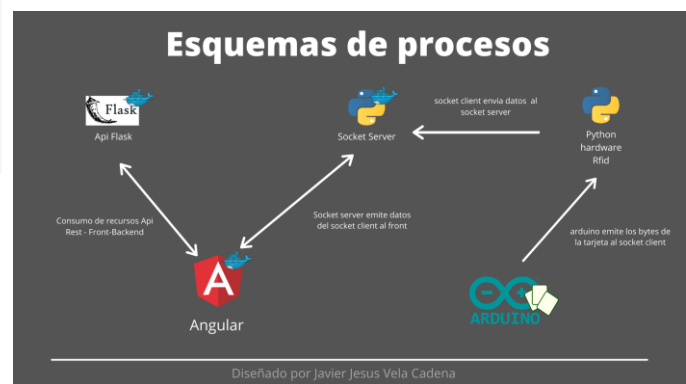 Esquemas de procesos
Flask
Api Flask
Socket Server
socket client envia datos al
socket server
Python
hardware
Rfid
Consumo de recursos Api
Rest - Front-Backend
Socket server emite datos
del socket client al front
arduino emite los bytes de
la tarjeta al socket client
A
Angular
ARDUINO
Diseñado por Javier Jesus Vela Cadena